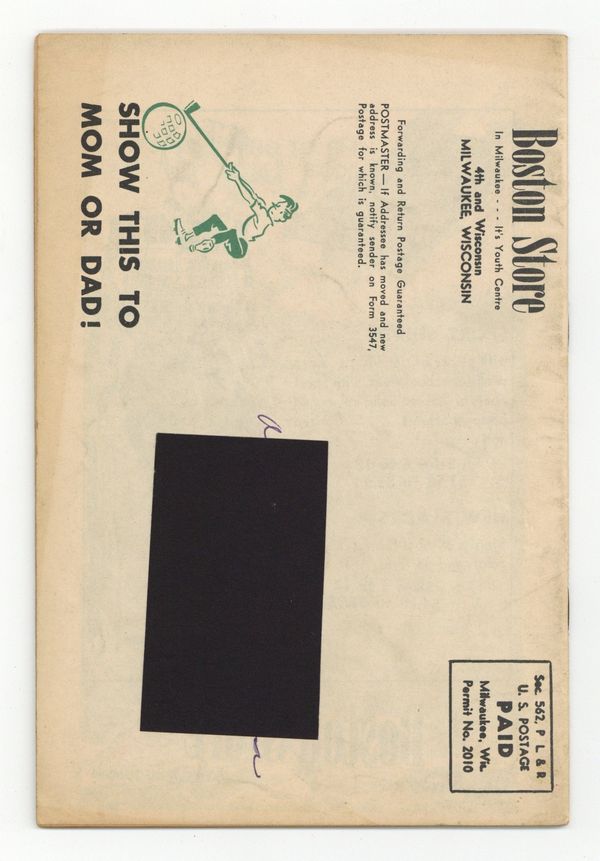 Boston Store
In Milwaukee - - - It's Youth Centre
4th and Wisconsin
MILWAUKEE, WISCONSIN
Forwarding and Return Postage Guaranteed
POSTMASTER — If Addressee has moved and new
address is known, notify sender on Form 3547,
Postage for which is guaranteed.
SHOW THIS TO
MOM OR DAD!
Sec. 562, P L & R
U. S. POSTAGE
PAID
Milwaukee, Wis.
Permit No. 2010